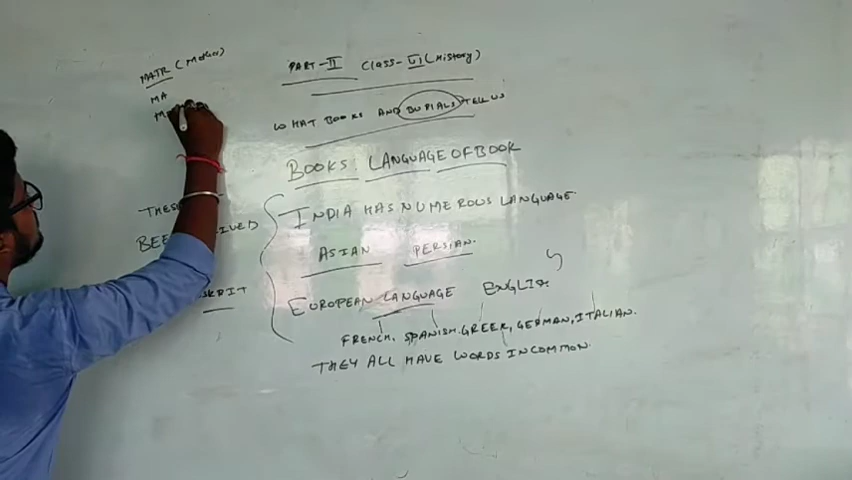 MATR (Mother)
MA
PART-II Class-VI (History)
WHAT BOOKS AND BURIALS TELL US
BOOKS LANGUAGE OF BOOK
INDIA HAS NUMEROUS LANGUAGE
ASIAN PERSIAN.
EUROPEAN LANGUAGE ENGLISH
FRENCH, SPANISH. GREEK, GERMAN, ITALIAN.
THEY ALL HAVE WORDS IN COMMON.